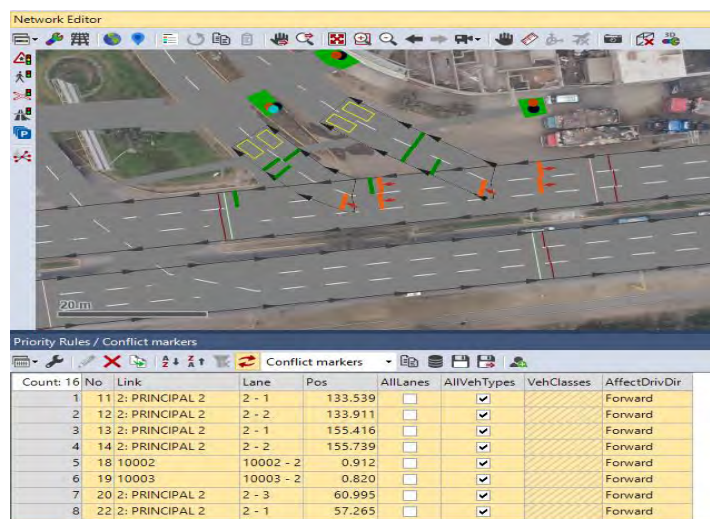 Network Editor
3D
20 m
Priority Rules / Conflict markers
Conflict markers
Count: 16 No Link Lane Pos AllLanes AllVehTypes VehClasses AffectDrivDir
1 11 2: PRINCIPAL 2 2 - 1 133.539 Forward
2 12 2: PRINCIPAL 2 2 - 2 133.911 Forward
3 13 2: PRINCIPAL 2 2 - 1 155.416 Forward
4 14 2: PRINCIPAL 2 2 - 2 155.739 Forward
5 18 10002 10002 - 2 0.912 Forward
6 19 10003 10003 - 2 0.820 Forward
7 20 2: PRINCIPAL 2 2 - 3 60.995 Forward
8 22 2: PRINCIPAL 2 2 - 1 57.265 Forward